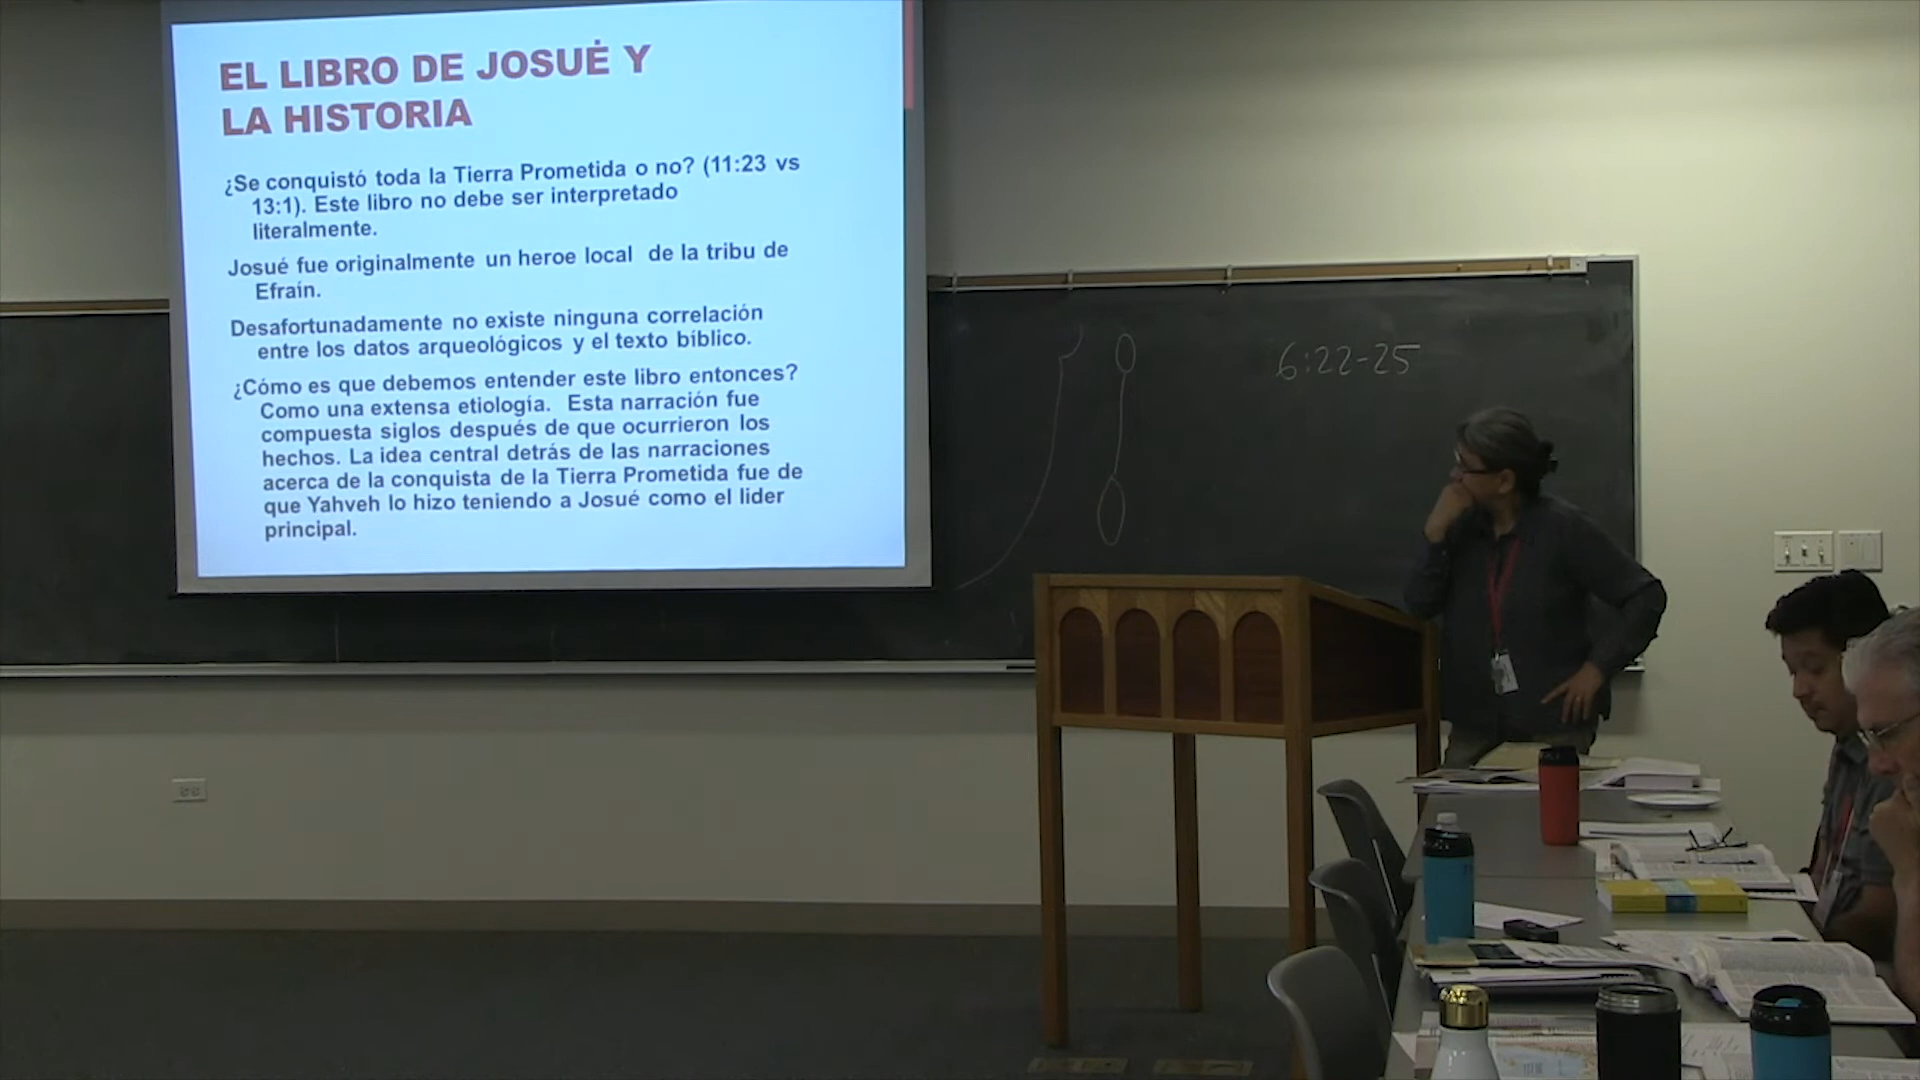 EL LIBRO DE JOSUÉ Y
LA HISTORIA
¿Se conquistó toda la Tierra Prometida o no? (11:23 vs
13:1). Este libro no debe ser interpretado
literalmente.
Josué fue originalmente un heroe local de la tribu de
Efraín.
Desafortunadamente no existe ninguna correlación
entre los datos arqueológicos y el texto bíblico.
¿Cómo es que debemos entender este libro entonces?
Como una extensa etiología. Esta narración fue
compuesta siglos después de que ocurrieron los
hechos. La idea central detrás de las narraciones
acerca de la conquista de la Tierra Prometida fue de
que Yahveh lo hizo teniendo a Josué como el lider
principal.
6:22-25